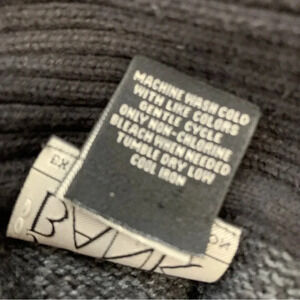 MACHINE WASH COLD
WITH LIKE COLORS
GENTLE CYCLE
ONLY NON-CHLORINE
BLEACH WHEN NEEDED
TUMBLE DRY LOW
COOL IRON